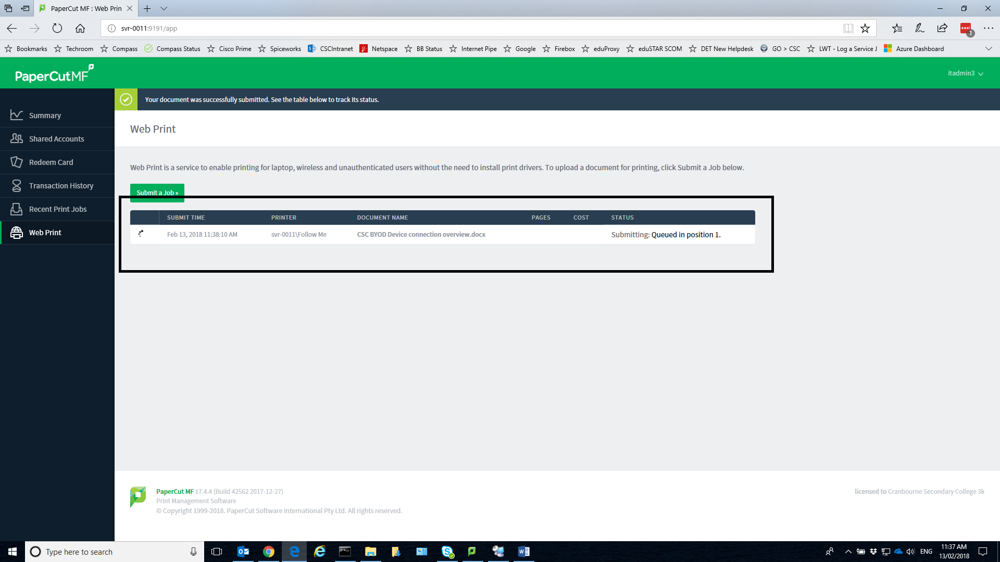 PaperCut MF : Web Prin
svr-0011:9191/app
1
Bookmarks Techroom Compass Compass Status Cisco Prime Spiceworks CSCIntranet Netspace BB Status Internet Pipe Google Firebox eduProxy eduSTAR SCOM DET New Helpdesk GO > CSC LWT - Log a Service J Azure Dashboard
PaperCut MF
itadmin3
Your document was successfully submitted. See the table below to track its status.
Summary
Shared Accounts
Redeem Card
Transaction History
Recent Print Jobs
Web Print
Web Print
Web Print is a service to enable printing for laptop, wireless and unauthenticated users without the need to install print drivers. To upload a document for printing, click Submit a Job below.
Submit a Job »
SUBMIT TIME PRINTER DOCUMENT NAME PAGES COST STATUS
Feb 13, 2018 11:38:10 AM svr-0011\Follow Me CSC BYOD Device connection overview.docx Submitting: Queued in position 1.
PaperCut MF 17.4.4 (Build 42562 2017-12-27)
Print Management Software
© Copyright 1999-2018. PaperCut Software International Pty Ltd. All rights reserved.
licensed to Cranbourne Secondary College 3k
Type here to search
ENG
11:37 AM
13/02/2018